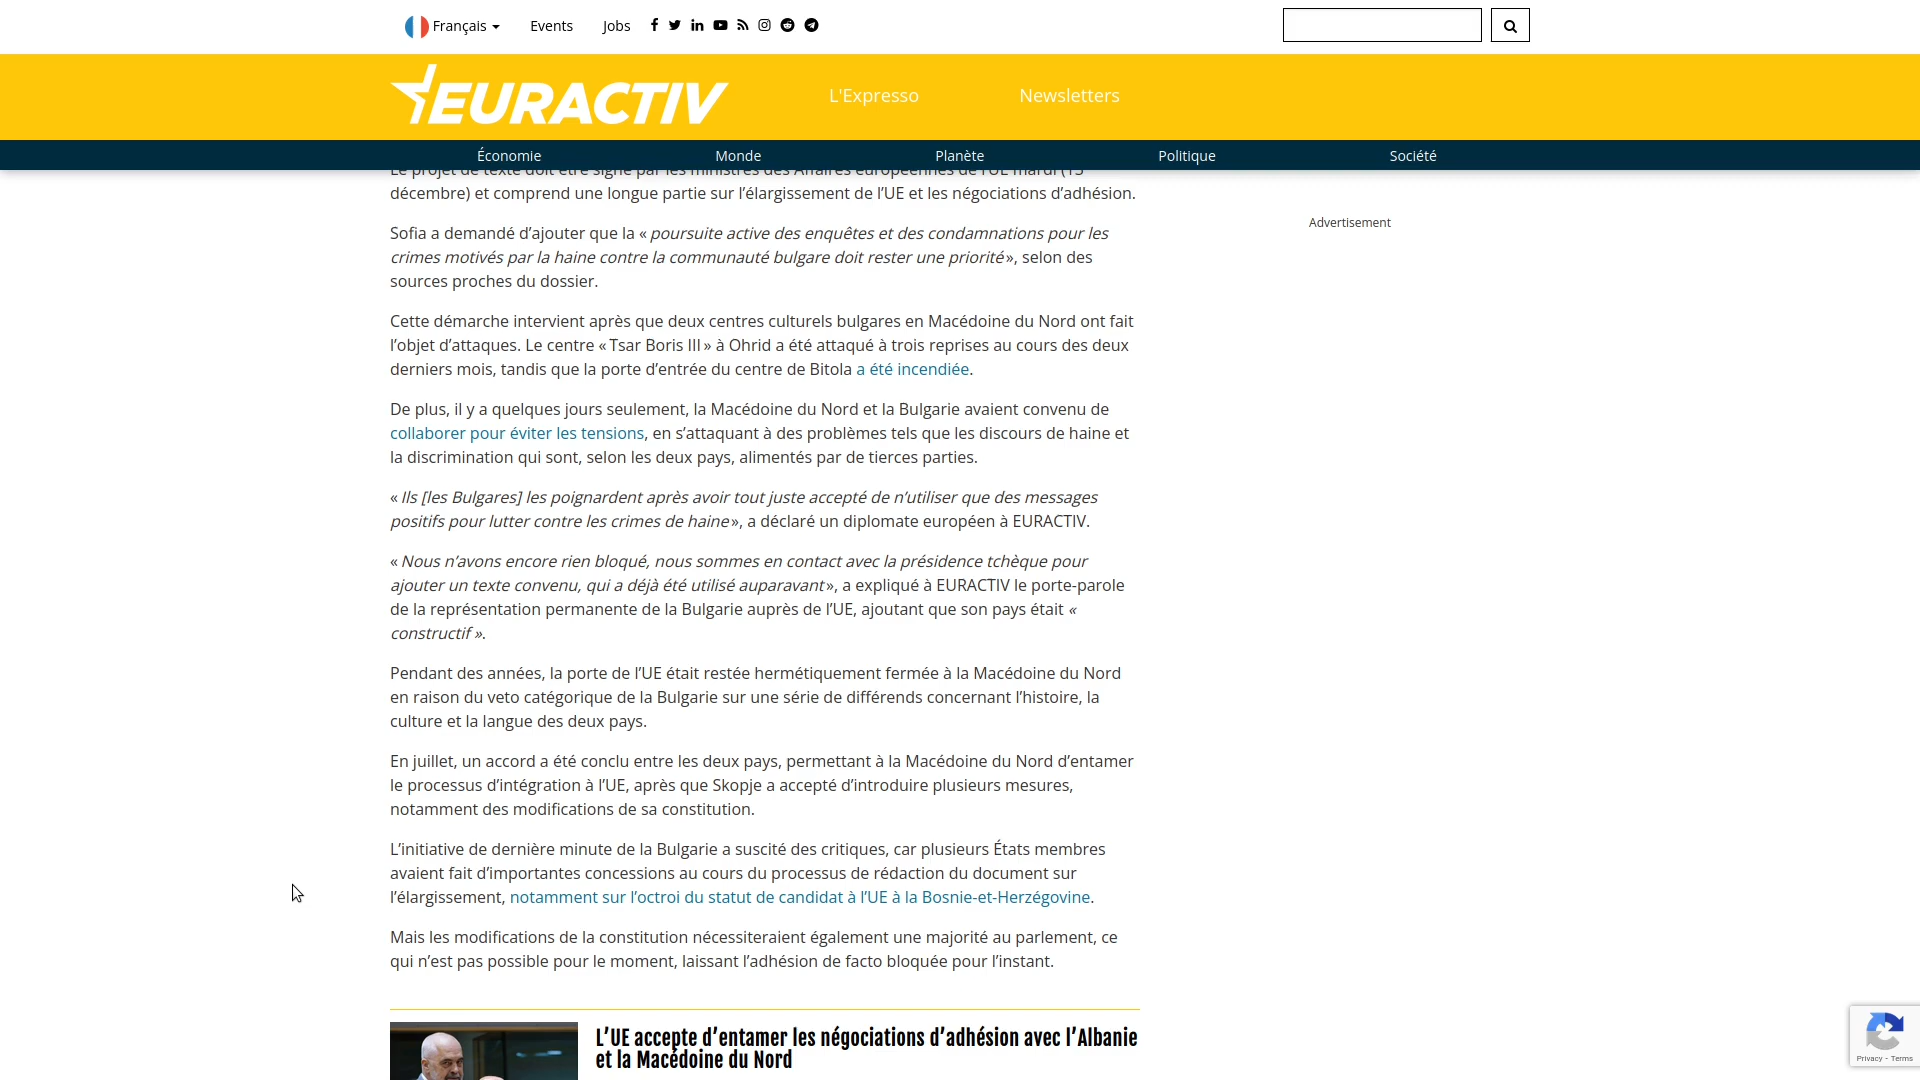 Français
Events
Jobs
EURACTIV
L'Expresso
Newsletters
Économie
Monde
Planète
Politique
Société
Le projet de texte doit être signé par les ministres des Affaires européennes de l’UE mardi (13
décembre) et comprend une longue partie sur l’élargissement de l’UE et les négociations d’adhésion.
Advertisement
Sofia a demandé d’ajouter que la « poursuite active des enquêtes et des condamnations pour les
crimes motivés par la haine contre la communauté bulgare doit rester une priorité », selon des
sources proches du dossier.
Cette démarche intervient après que deux centres culturels bulgares en Macédoine du Nord ont fait
l’objet d’attaques. Le centre « Tsar Boris III » à Ohrid a été attaqué à trois reprises au cours des deux
derniers mois, tandis que la porte d’entrée du centre de Bitola a été incendiée.
De plus, il y a quelques jours seulement, la Macédoine du Nord et la Bulgarie avaient convenu de
collaborer pour éviter les tensions, en s’attaquant à des problèmes tels que les discours de haine et
la discrimination qui sont, selon les deux pays, alimentés par de tierces parties.
« Ils [les Bulgares] les poignardent après avoir tout juste accepté de n’utiliser que des messages
positifs pour lutter contre les crimes de haine », a déclaré un diplomate européen à EURACTIV.
« Nous n’avons encore rien bloqué, nous sommes en contact avec la présidence tchèque pour
ajouter un texte convenu, qui a déjà été utilisé auparavant », a expliqué à EURACTIV le porte-parole
de la représentation permanente de la Bulgarie auprès de l’UE, ajoutant que son pays était «
constructif ».
Pendant des années, la porte de l’UE était restée hermétiquement fermée à la Macédoine du Nord
en raison du veto catégorique de la Bulgarie sur une série de différends concernant l’histoire, la
culture et la langue des deux pays.
En juillet, un accord a été conclu entre les deux pays, permettant à la Macédoine du Nord d’entamer
le processus d’intégration à l’UE, après que Skopje a accepté d’introduire plusieurs mesures,
notamment des modifications de sa constitution.
L’initiative de dernière minute de la Bulgarie a suscité des critiques, car plusieurs États membres
avaient fait d’importantes concessions au cours du processus de rédaction du document sur
l’élargissement, notamment sur l’octroi du statut de candidat à l’UE à la Bosnie-et-Herzégovine.
Mais les modifications de la constitution nécessiteraient également une majorité au parlement, ce
qui n’est pas possible pour le moment, laissant l’adhésion de facto bloquée pour l’instant.
L’UE accepte d’entamer les négociations d’adhésion avec l’Albanie
et la Macédoine du Nord
Privacy - Terms